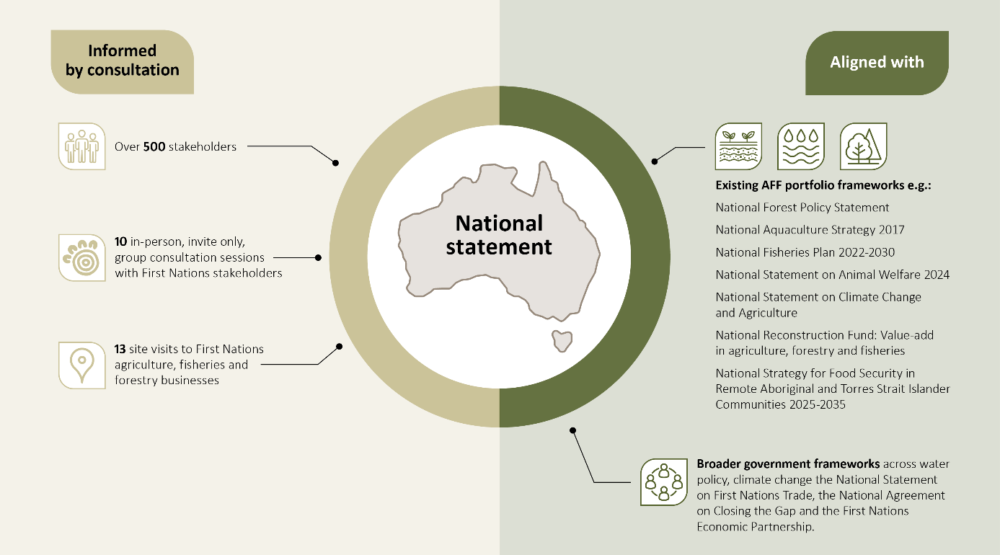 Informed
by consultation
Over 500 stakeholders
10 in-person, invite only,
group consultation sessions
with First Nations stakeholders
13 site visits to First Nations
agriculture, fisheries and
forestry businesses
National
statement
Aligned with
Existing AFF portfolio frameworks e.g.:
National Forest Policy Statement
National Aquaculture Strategy 2017
National Fisheries Plan 2022-2030
National Statement on Animal Welfare 2024
National Statement on Climate Change
and Agriculture
National Reconstruction Fund: Value-add
in agriculture, forestry and fisheries
National Strategy for Food Security in
Remote Aboriginal and Torres Strait Islander
Communities 2025-2035
Broader government frameworks across water
policy, climate change the National Statement
on First Nations Trade, the National Agreement
on Closing the Gap and the First Nations
Economic Partnership.